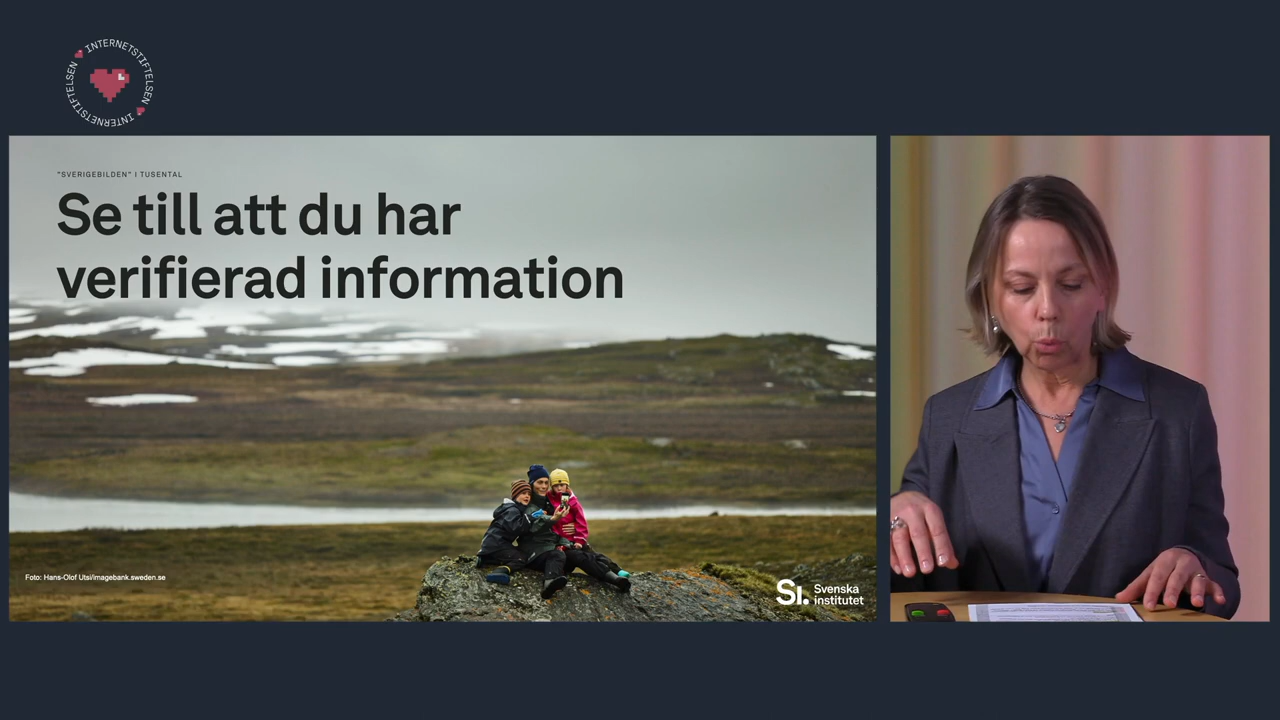 INTERNETSTIFTELSEN INTERNETSTIFTELSEN
"SVERIGEBILDEN" I TUSENTAL
Se till att du har
verifierad information
Foto: Hans-Olof Utsi/imagebank.sweden.se
SI. Svenska
institutet